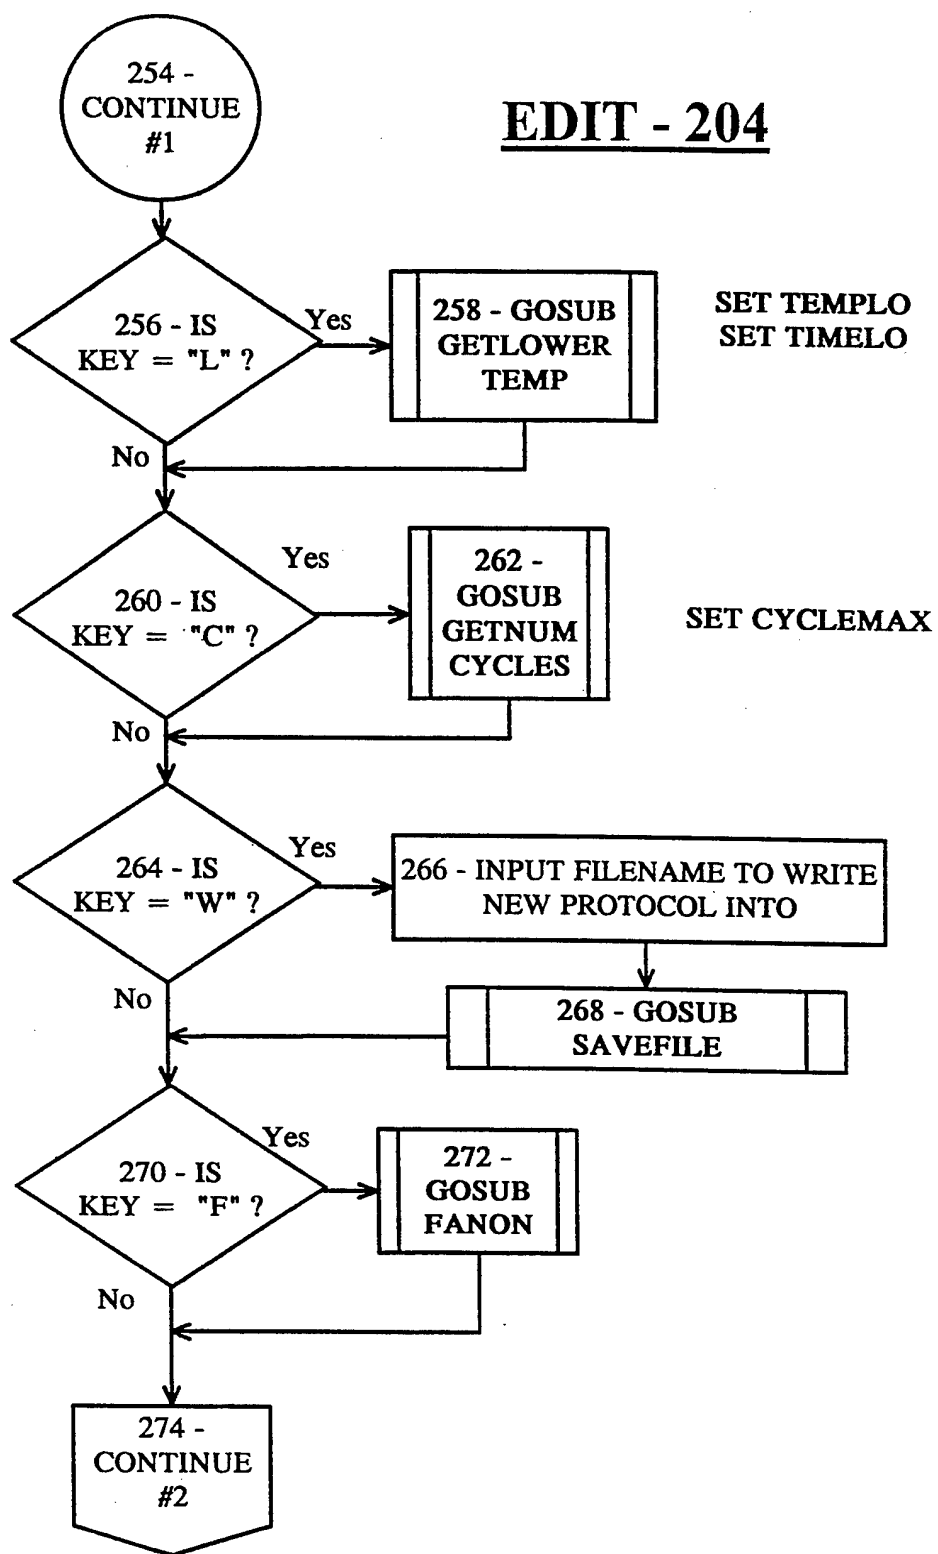 254 -
CONTINUE
#1
EDIT - 204
256 - IS
KEY = "L" ?
Yes
258 - GOSUB
GETLOWER
TEMP
SET TEMPLO
SET TIMELO
No
260 - IS
KEY = "C" ?
Yes
262 -
GOSUB
GETNUM
CYCLES
SET CYCLEMAX
No
264 - IS
KEY = "W" ?
Yes
266 - INPUT FILENAME TO WRITE
NEW PROTOCOL INTO
No
268 - GOSUB
SAVEFILE
270 - IS
KEY = "F" ?
Yes
272 -
GOSUB
FANON
No
274 -
CONTINUE
#2